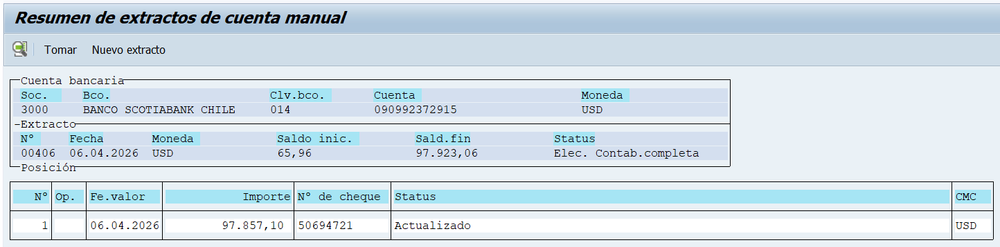 Resumen de extractos de cuenta manual
Tomar Nuevo extracto
Cuenta bancaria
Soc. Bco. Clv.bco. Cuenta Moneda
3000 BANCO SCOTIABANK CHILE 014 090992372915 USD
Extracto
N° Fecha Moneda Saldo inic. Sald.fin Status
00406 06.04.2026 USD 65,96 97.923,06 Elec. Contab.completa
Posición
N° Op. Fe.valor Importe N° de cheque Status CMC
1 06.04.2026 97.857,10 50694721 Actualizado USD